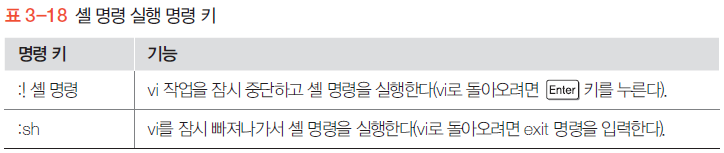 표 3-18 셸 명령 실행 명령 키
명령 키 기능
:! 셸 명령 vi 작업을 잠시 중단하고 셸 명령을 실행한다(vi로 돌아오려면 Enter 키를 누른다).
:sh vi를 잠시 빠져나가서 셸 명령을 실행한다(vi로 돌아오려면 exit 명령을 입력한다).